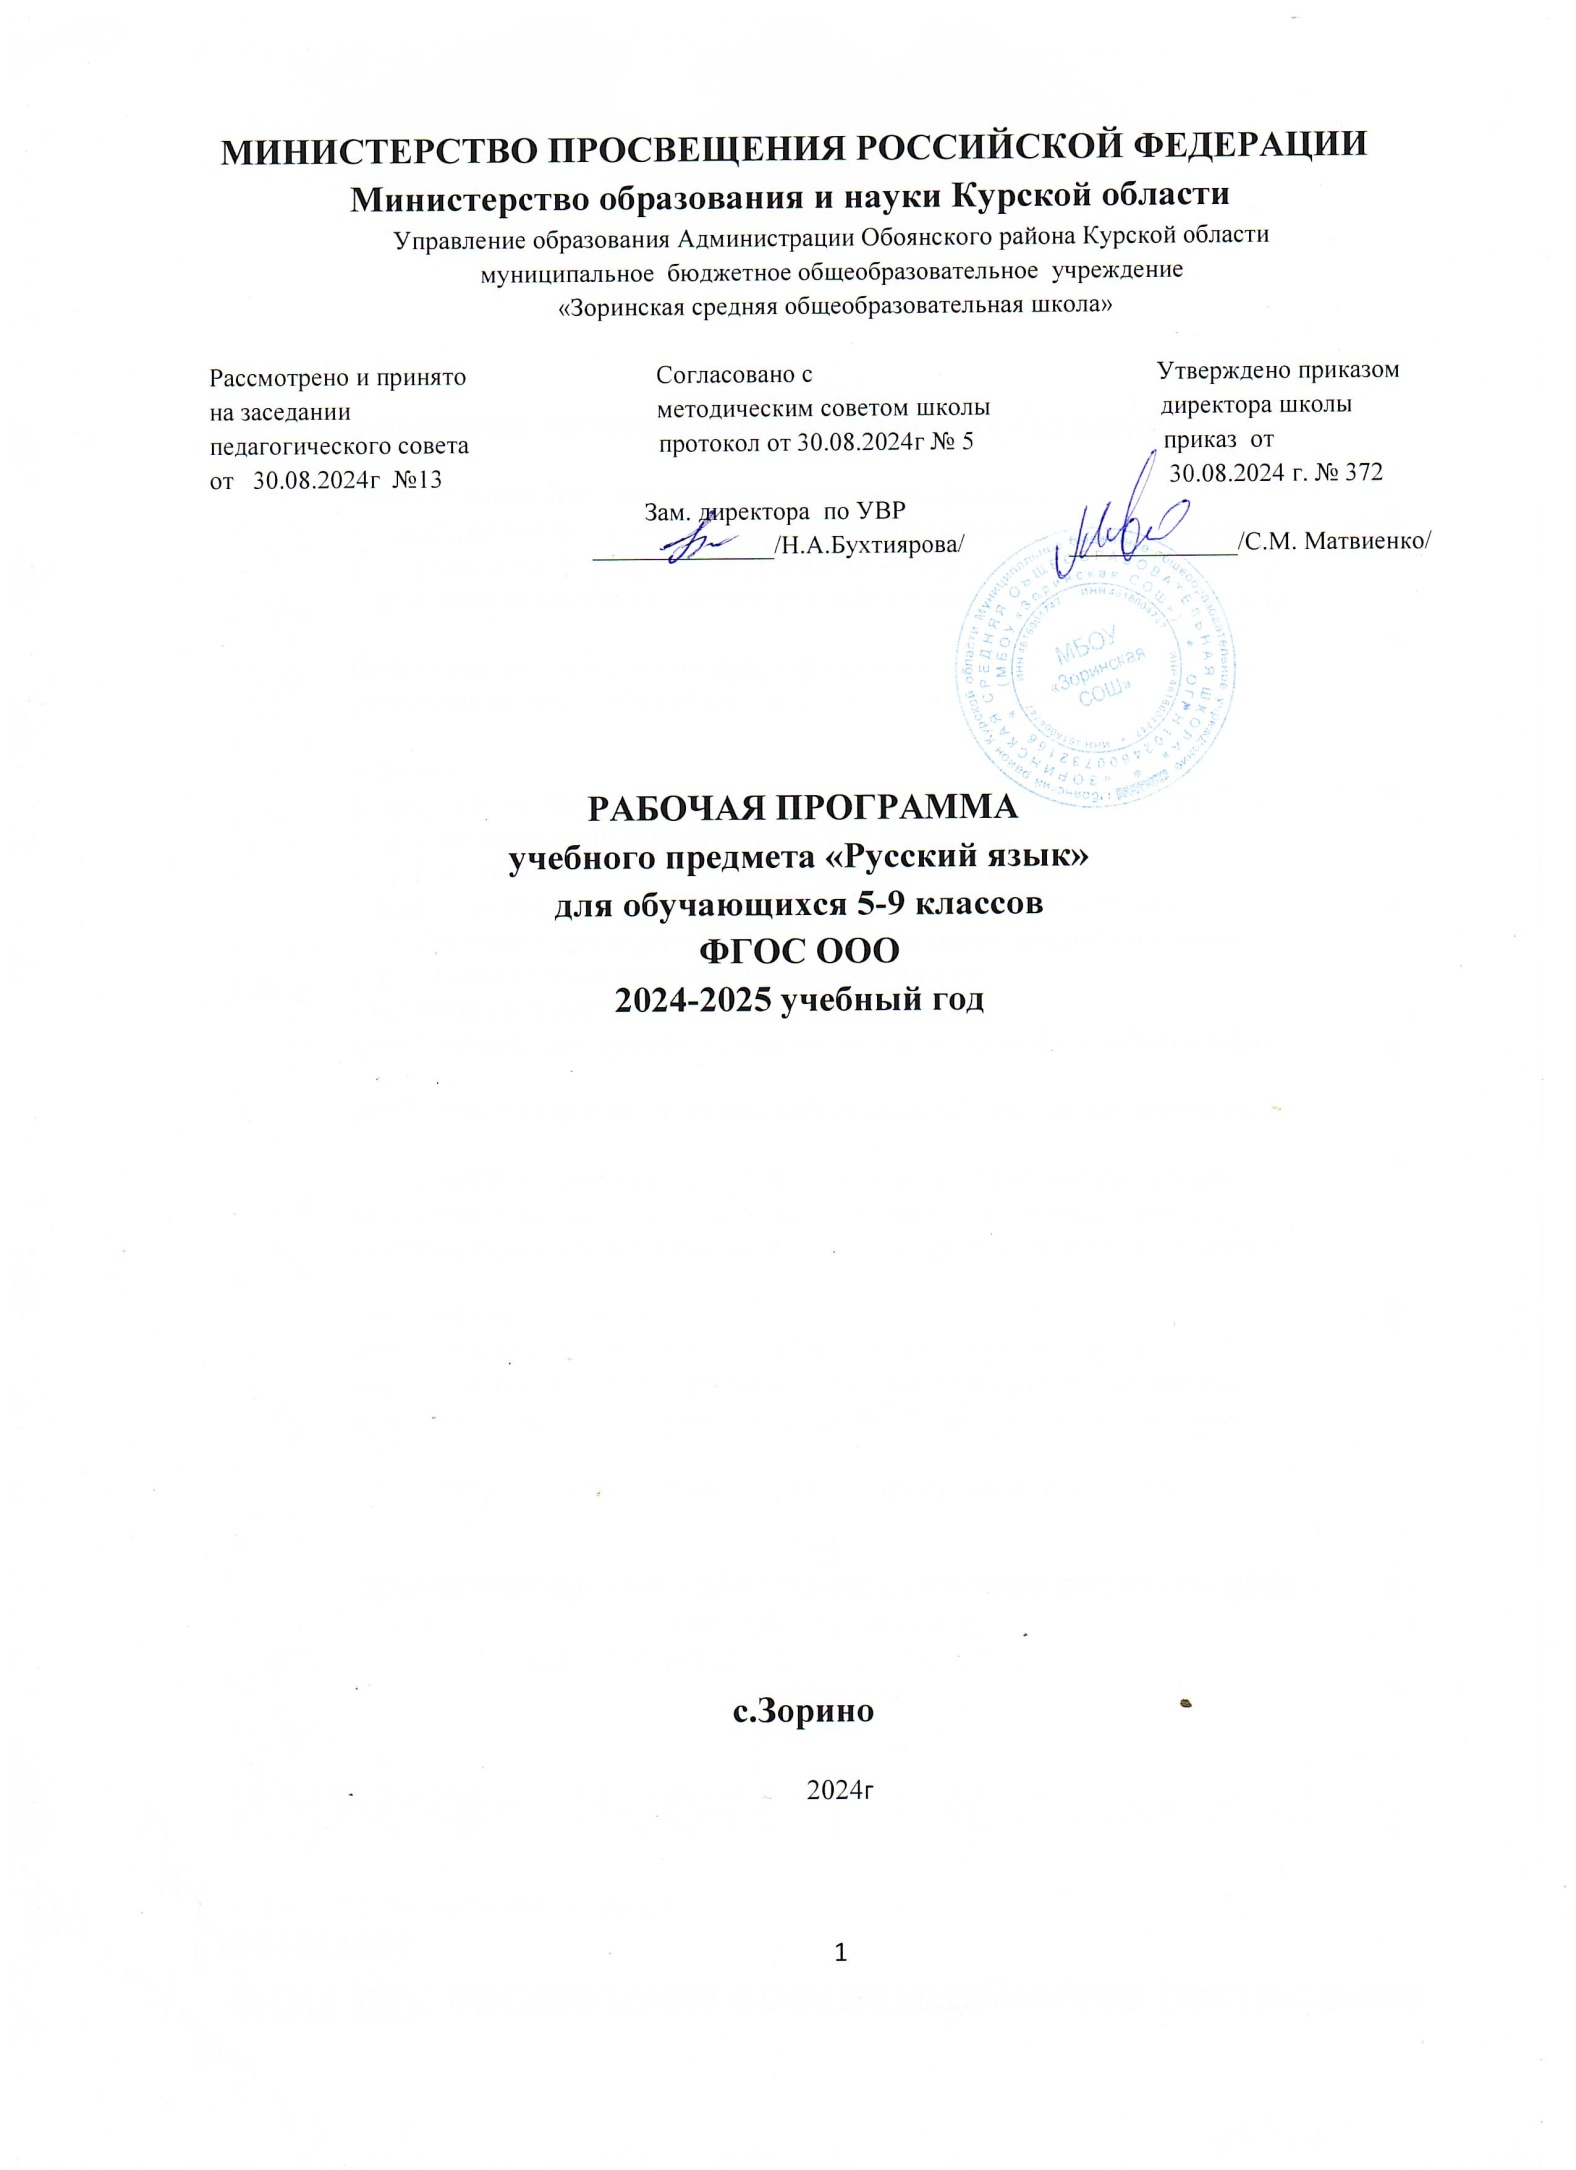 МИНИСТЕРСТВО ПРОСВЕЩЕНИЯ РОССИЙСКОЙ ФЕДЕРАЦИИ
Министерство образования и науки Курской области
Управление образования Администрации Обоянского района Курской области
муниципальное бюджетное общеобразовательное учреждение
«Зоринская средняя общеобразовательная школа»
Рассмотрено и принято
на заседании
педагогического совета
от 30.08.2024г №13
Согласовано с
методическим советом школы
протокол от 30.08.2024г № 5
Зам. директора по УВР
/Н.А.Бухтиярова/
Утверждено приказом
директора школы
приказ от
30.08.2024 г. № 372
/С.М. Матвиенко/
МБОУ
«Зоринская
СОШ»
РАБОЧАЯ ПРОГРАММА
учебного предмета «Русский язык»
для обучающихся 5-9 классов
ФГОС ООО
2024-2025 учебный год
с.Зорино
2024г
1